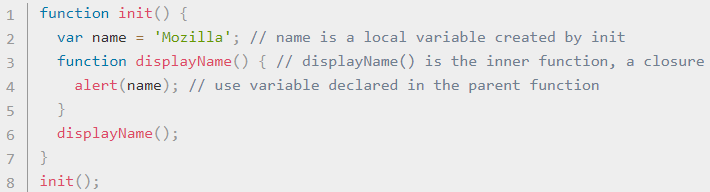 1 function init() {
2   var name = 'Mozilla'; // name is a local variable created by init
3   function displayName() { // displayName() is the inner function, a closure
4     alert(name); // use variable declared in the parent function
5   }
6   displayName();
7 }
8 init();